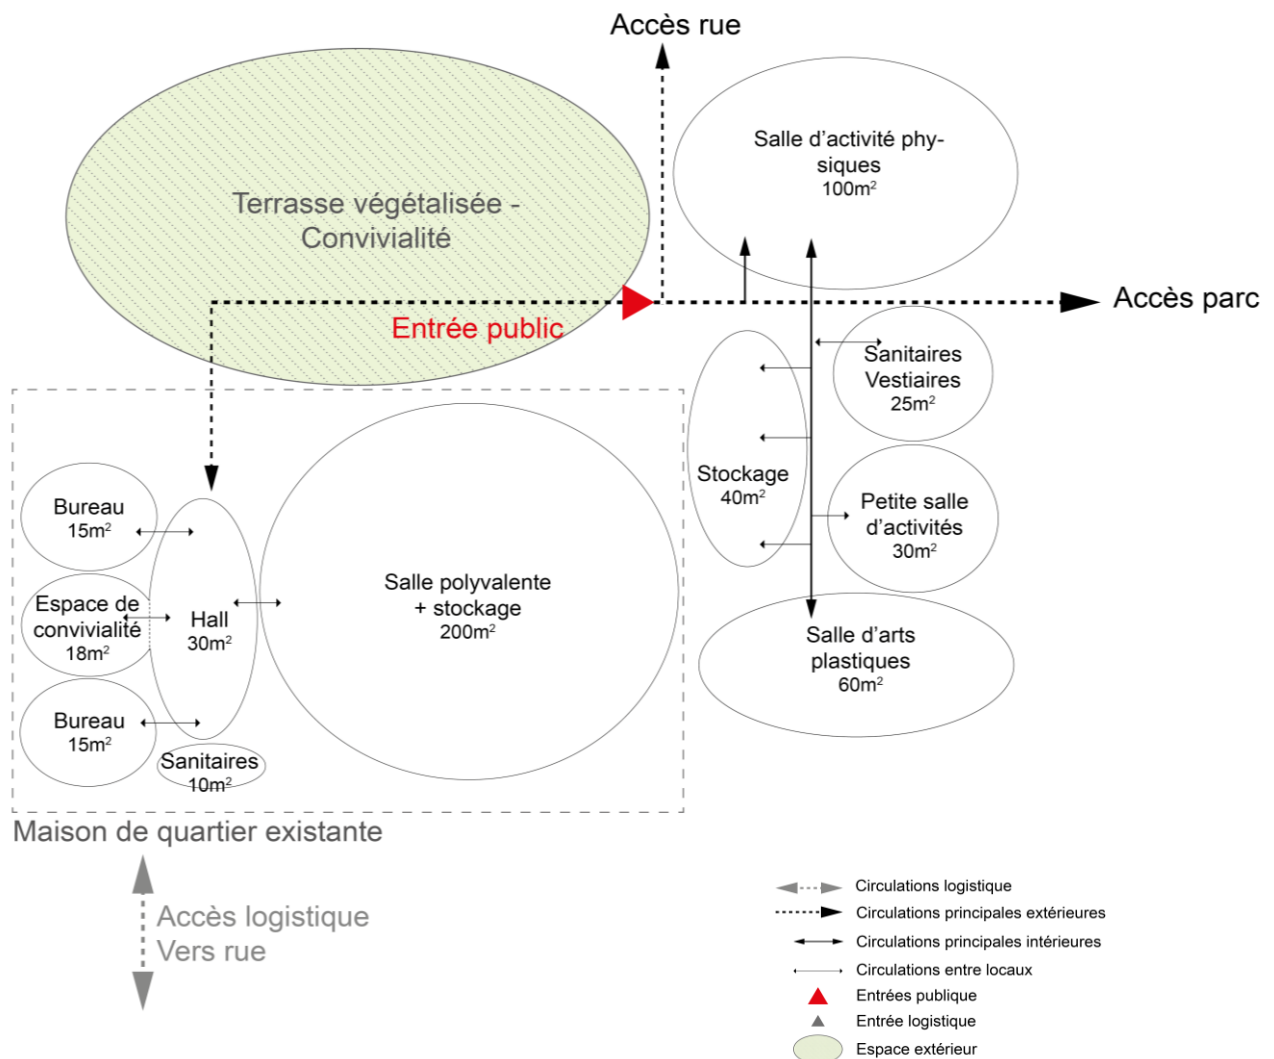 Accès rue
Salle d'activité phy-
siques
100m²
Terrasse végétalisée -
Convivialité
Accès parc
Entrée public
Sanitaires
Vestiaires
25m²
Stockage
40m²
Petite salle
d'activités
30m²
Bureau
15m²
Espace de
convivialité
18m²
Hall
30m²
Salle polyvalente
+ stockage
200m²
Salle d'arts
plastiques
60m²
Bureau
15m²
Sanitaires
10m²
Maison de quartier existante
Accès logistique
Vers rue
Circulations logistique
Circulations principales extérieures
Circulations principales intérieures
Circulations entre locaux
Entrées publique
Entrée logistique
Espace extérieur